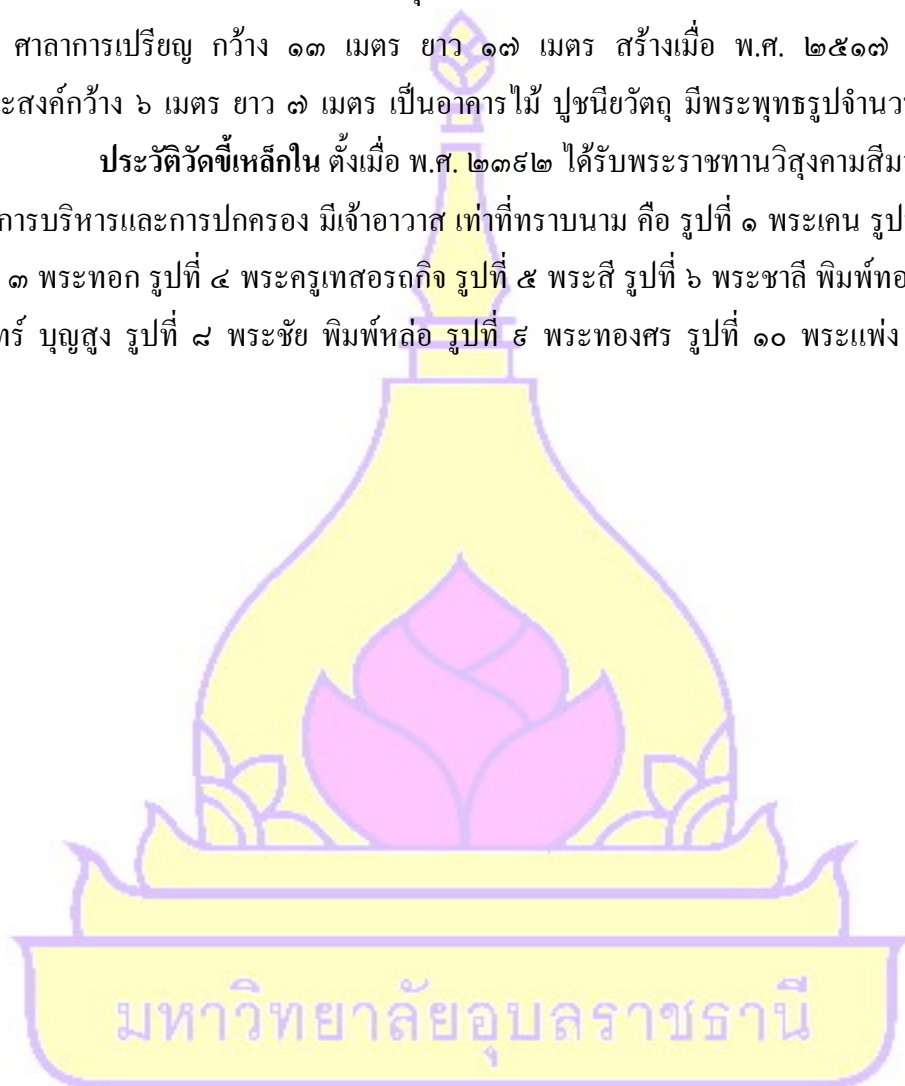 ศาลาการเปรียญ กว้าง ๑๓ เมตร ยาว ๑๗ เมตร สร้างเมื่อ พ.ศ. ๒๕๑๗
ะสงค์กว้าง ๖ เมตร ยาว ๗ เมตร เป็นอาคารไม้ ปูชนียวัตถุ มีพระพุทธรูปจำนว
ประวัติวัดขี้เหล็กใน ตั้งเมื่อ พ.ศ. ๒๓๙๒ ได้รับพระราชทานวิสุงคามสีม
การบริหารและการปกครอง มีเจ้าอาวาส เท่าที่ทราบนาม คือ รูปที่ ๑ พระเคน รูป
๓ พระทอก รูปที่ ๔ พระครูเทสอรถกิจ รูปที่ ๕ พระสี รูปที่ ๖ พระชาลี พิมพ์ทอ
ทร์ บุญสูง รูปที่ ๘ พระชัย พิมพ์หล่อ รูปที่ ๙ พระทองศร รูปที่ ๑๐ พระแพ่ง
มหาวิทยาลัยอุบลราชธานี